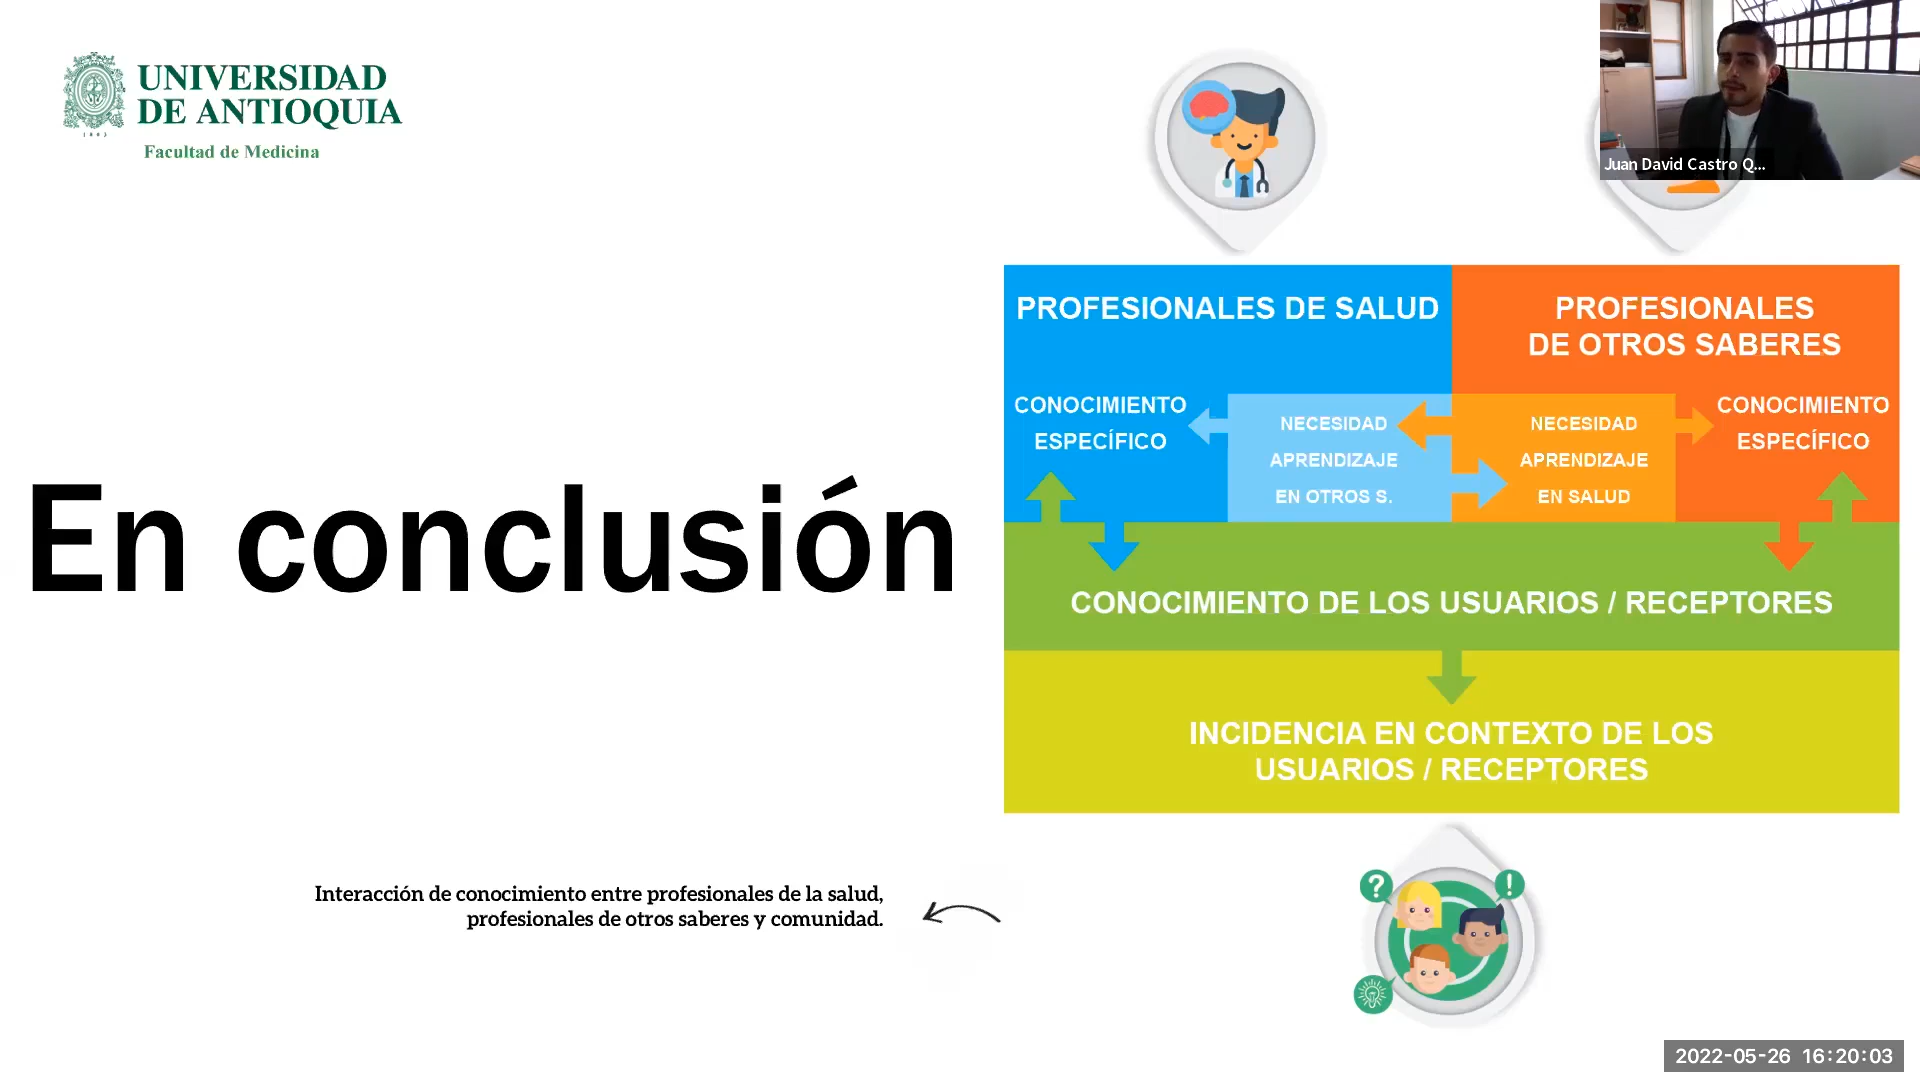 UNIVERSIDAD
DE ANTIOQUIA
1803
Facultad de Medicina
Juan David Castro Q...
PROFESIONALES DE SALUD
PROFESIONALES
DE OTROS SABERES
CONOCIMIENTO
ESPECÍFICO
NECESIDAD
APRENDIZAJE
EN OTROS S.
NECESIDAD
APRENDIZAJE
EN SALUD
CONOCIMIENTO
ESPECÍFICO
En conclusión
CONOCIMIENTO DE LOS USUARIOS / RECEPTORES
INCIDENCIA EN CONTEXTO DE LOS
USUARIOS / RECEPTORES
Interacción de conocimiento entre profesionales de la salud,
profesionales de otros saberes y comunidad.
?
!
2022-05-26 16:20:03